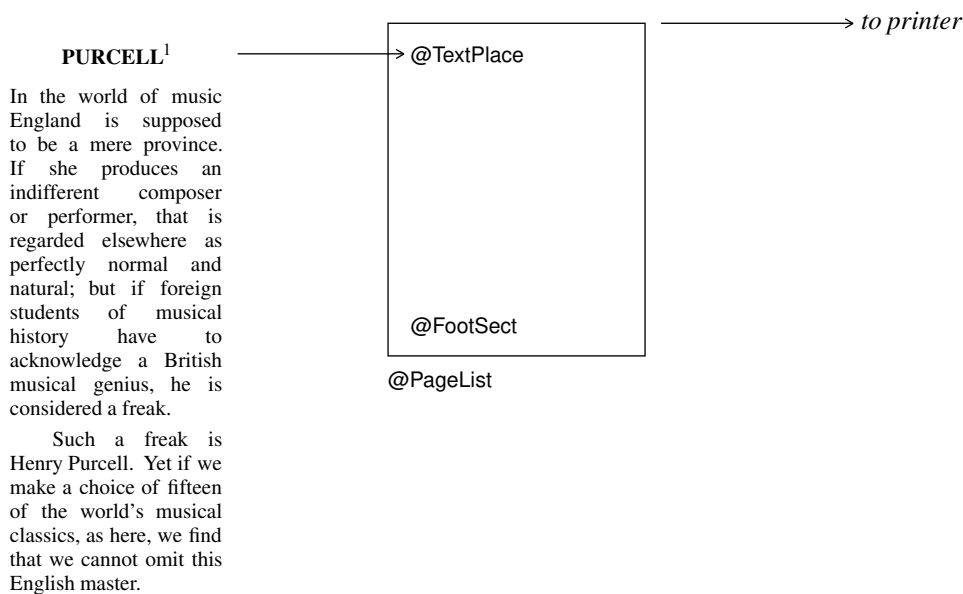 PURCELL1
In the world of music
England is supposed
to be a mere province.
If she produces an
indifferent composer
or performer, that is
regarded elsewhere as
perfectly normal and
natural; but if foreign
students of musical
history have to
acknowledge a British
musical genius, he is
considered a freak.
Such a freak is
Henry Purcell. Yet if we
make a choice of fifteen
of the world's musical
classics, as here, we find
that we cannot omit this
English master.
@TextPlace
@FootSect
@PageList
to printer